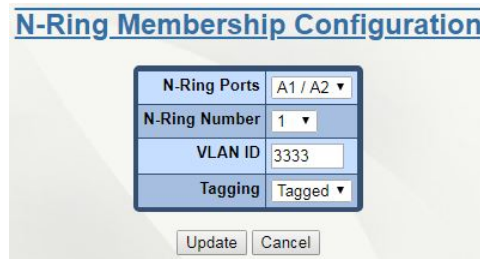 N-Ring Membership Configuration
N-Ring Ports A1 / A2
N-Ring Number 1
VLAN ID 3333
Tagging Tagged
Update Cancel